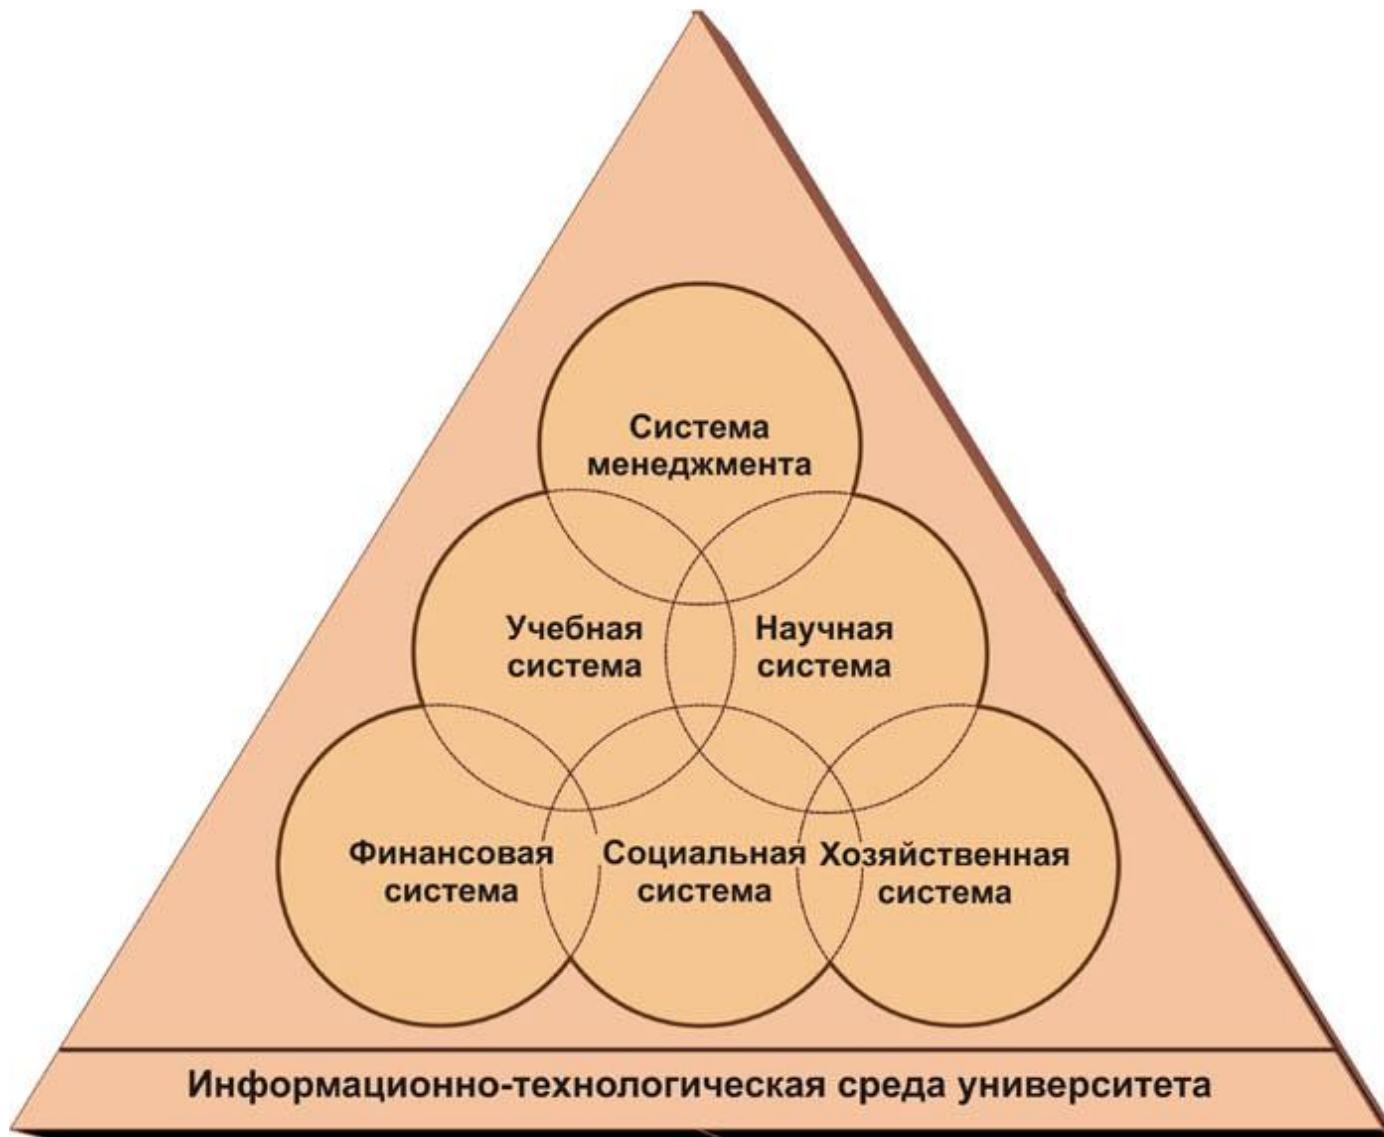 Система
менеджмента
Учебная
система
Научная
система
Финансовая
система
Социальная
система
Хозяйственная
система
Информационно-технологическая среда университета